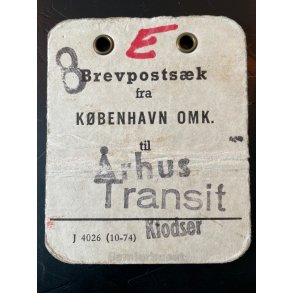 E
8
Brevpostsæk
fra
KØBENHAVN OMK.
til
Århus
Transit
Klodser
J 4026 (10-74)